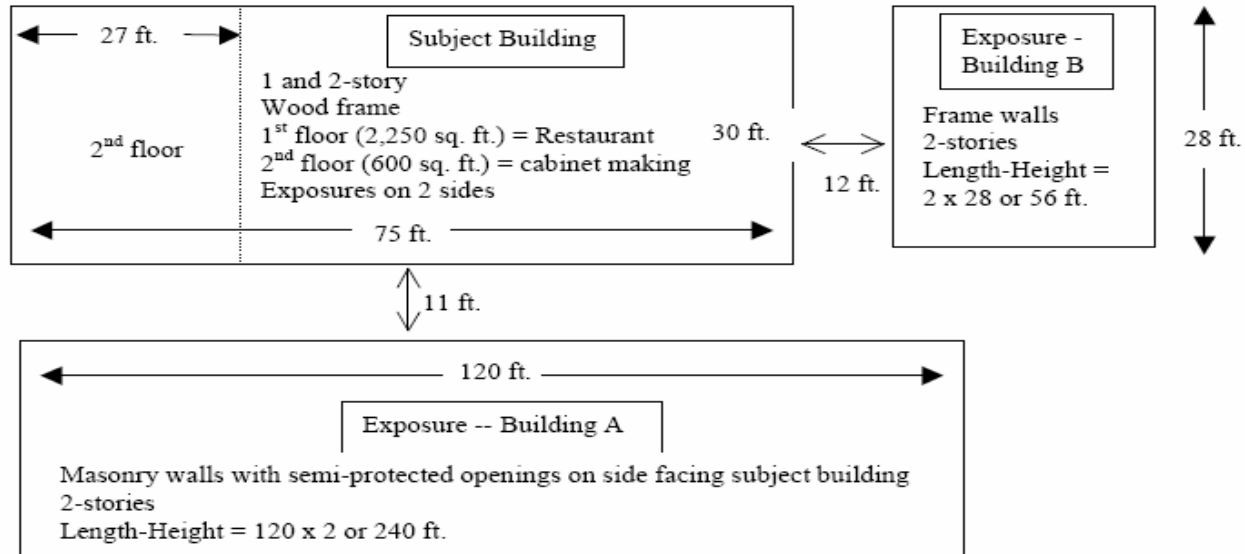 27 ft.
Subject Building
1 and 2-story
Wood frame
1st floor (2,250 sq. ft.) = Restaurant
2nd floor (600 sq. ft.) = cabinet making
Exposures on 2 sides
2nd floor
30 ft.
75 ft.
12 ft.
Exposure -
Building B
Frame walls
2-stories
Length-Height =
2 x 28 or 56 ft.
28 ft.
11 ft.
120 ft.
Exposure -- Building A
Masonry walls with semi-protected openings on side facing subject building
2-stories
Length-Height = 120 x 2 or 240 ft.